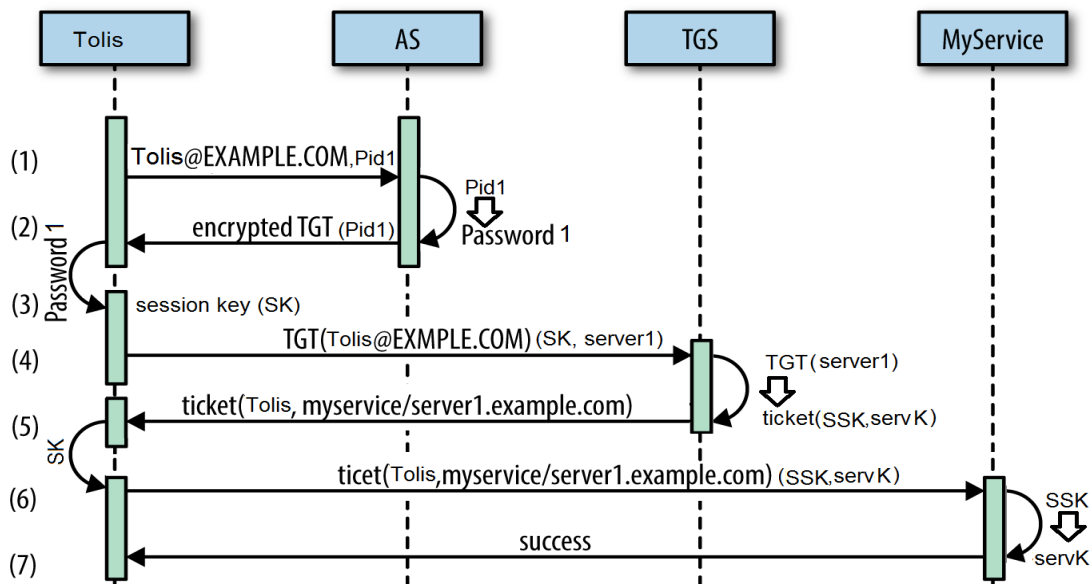 Tolis
AS
TGS
MyService
(1)
Tolis@EXAMPLE.COM,Pid1
Pid1
Password 1
(2)
encrypted TGT (Pid1)
Password 1
(3)
session key (SK)
(4)
TGT(Tolis@EXMPLE.COM) (SK, server1)
TGT(server1)
ticket(SSK,servK)
(5)
ticket(Tolis, myservice/server1.example.com)
SK
(6)
ticet(Tolis,myservice/server1.example.com) (SSK,servK)
SSK
servK
(7)
success